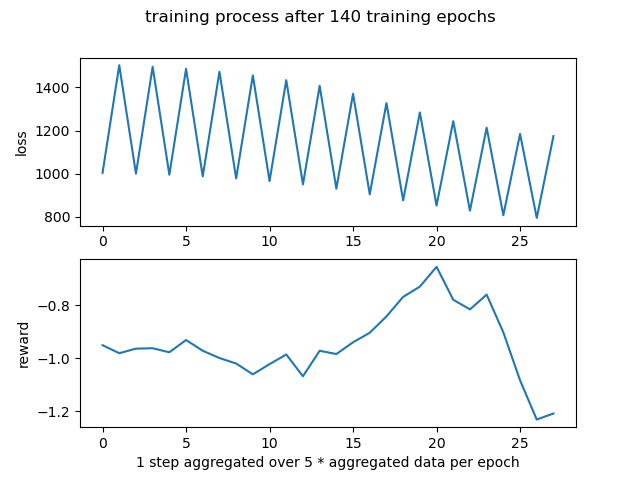 training process after 140 training epochs
1400
1200
1000
800
loss
0 5 10 15 20 25
−0.8
−1.0
−1.2
reward
0 5 10 15 20 25
1 step aggregated over 5 * aggregated data per epoch